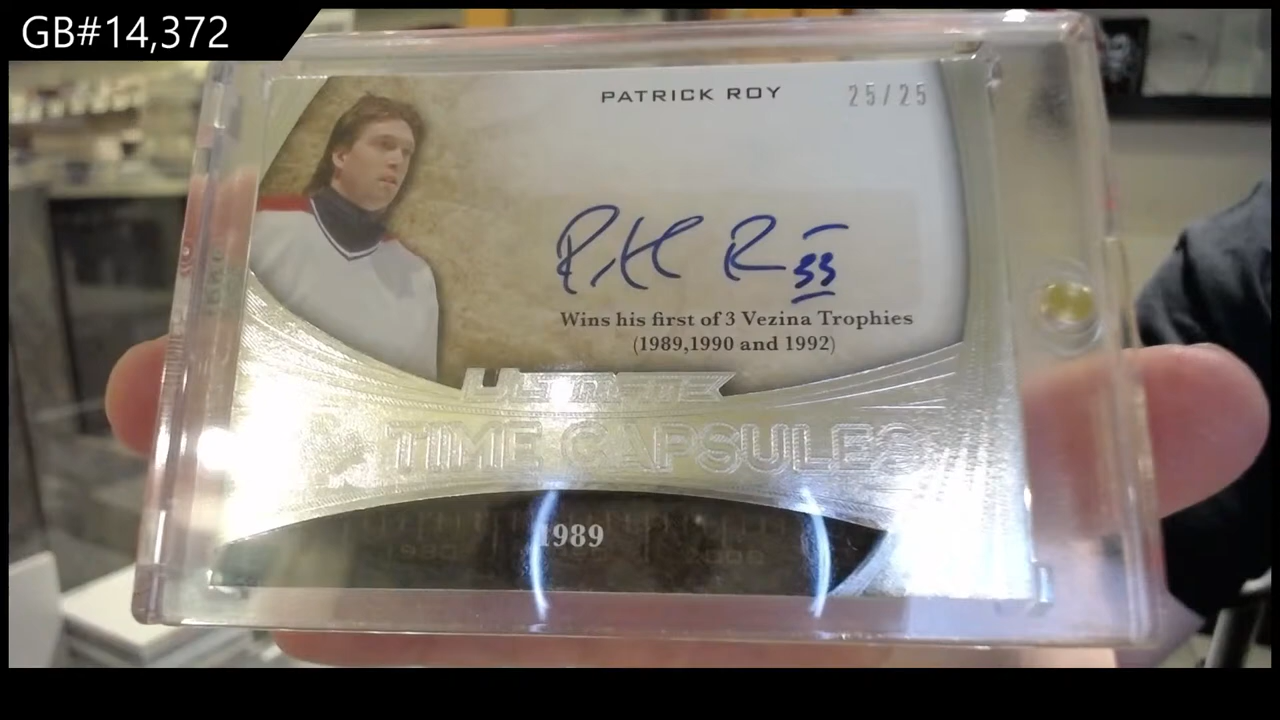 GB#14,372
PATRICK ROY 25/25
Wins his first of 3 Vezina Trophies
(1989,1990 and 1992)
ULTIMATE
TIME CAPSULES
1989